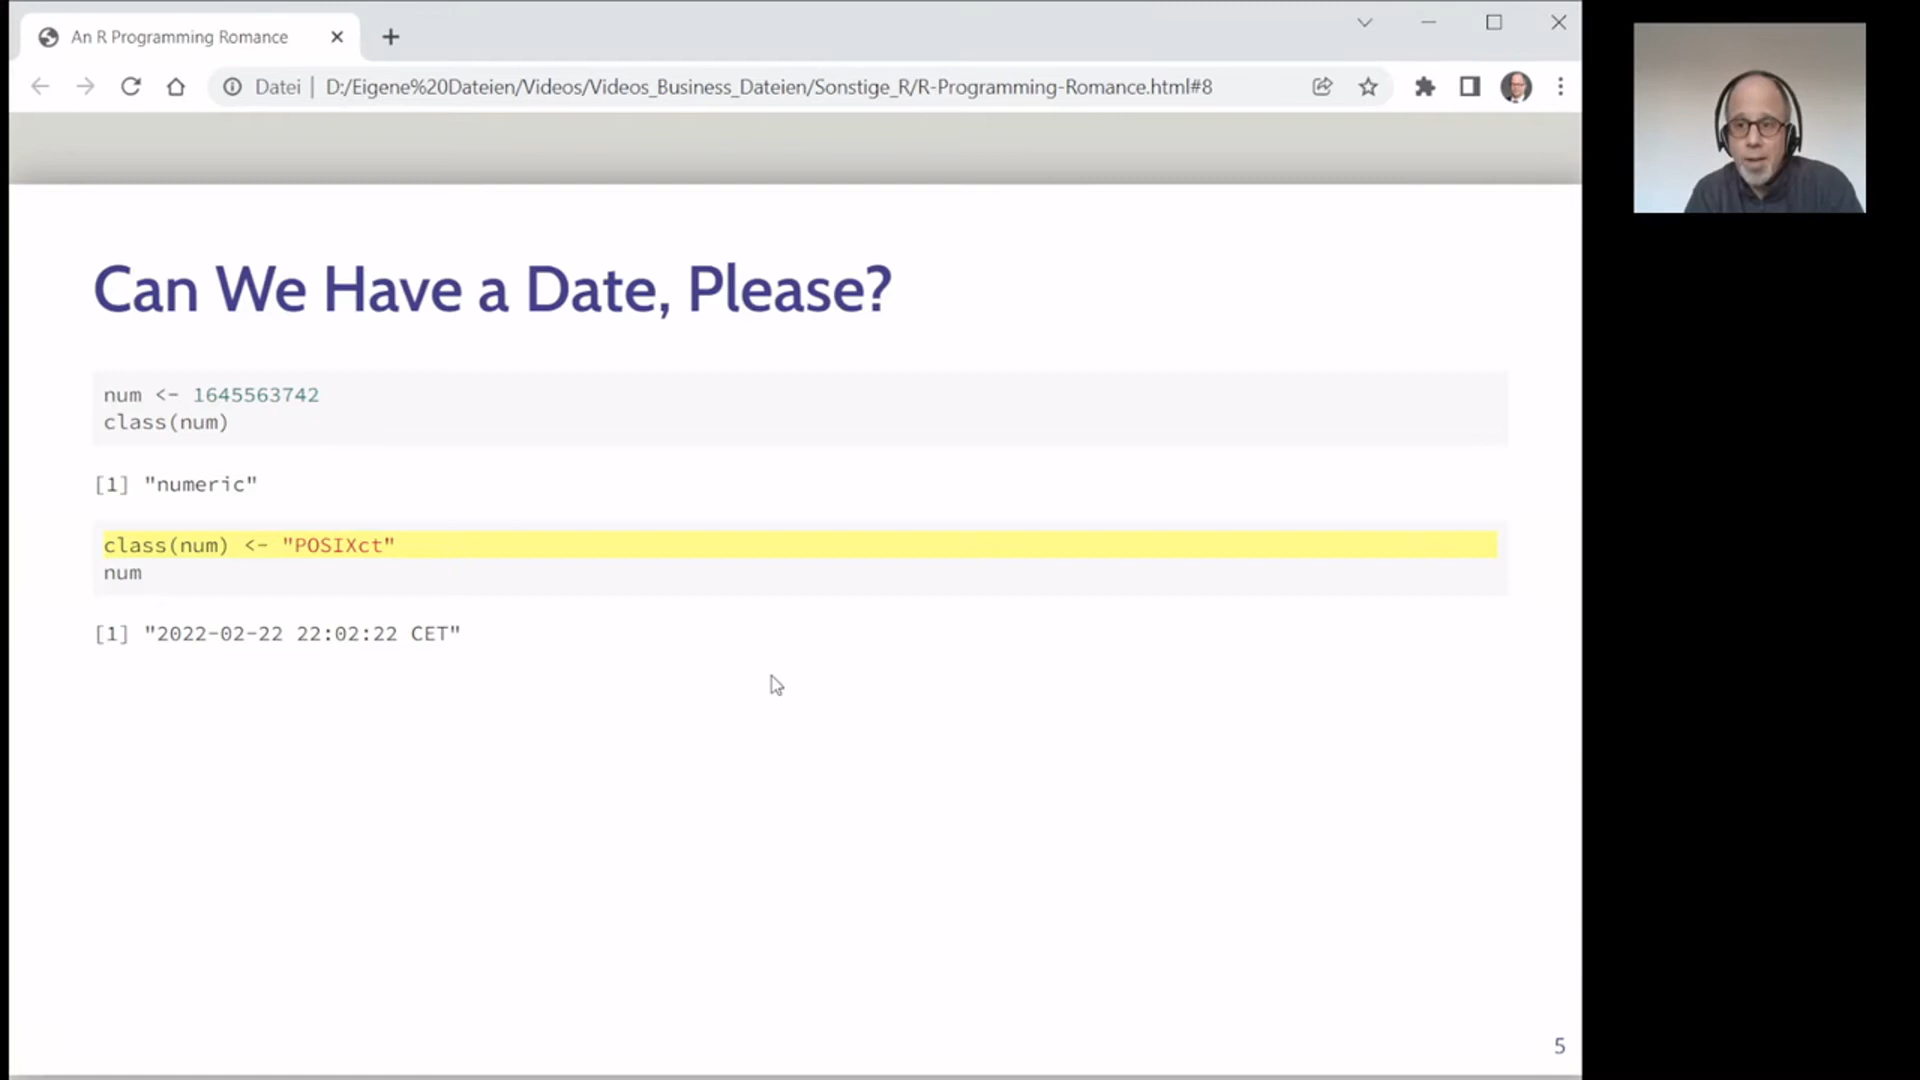 An R Programming Romance
Datei | D:/Eigene%20Dateien/Videos/Videos_Business_Dateien/Sonstige_R/R-Programming-Romance.html#8
Can We Have a Date, Please?
num <- 1645563742
class(num)
[1] "numeric"
class(num) <- "POSIXct"
num
[1] "2022-02-22 22:02:22 CET"
5